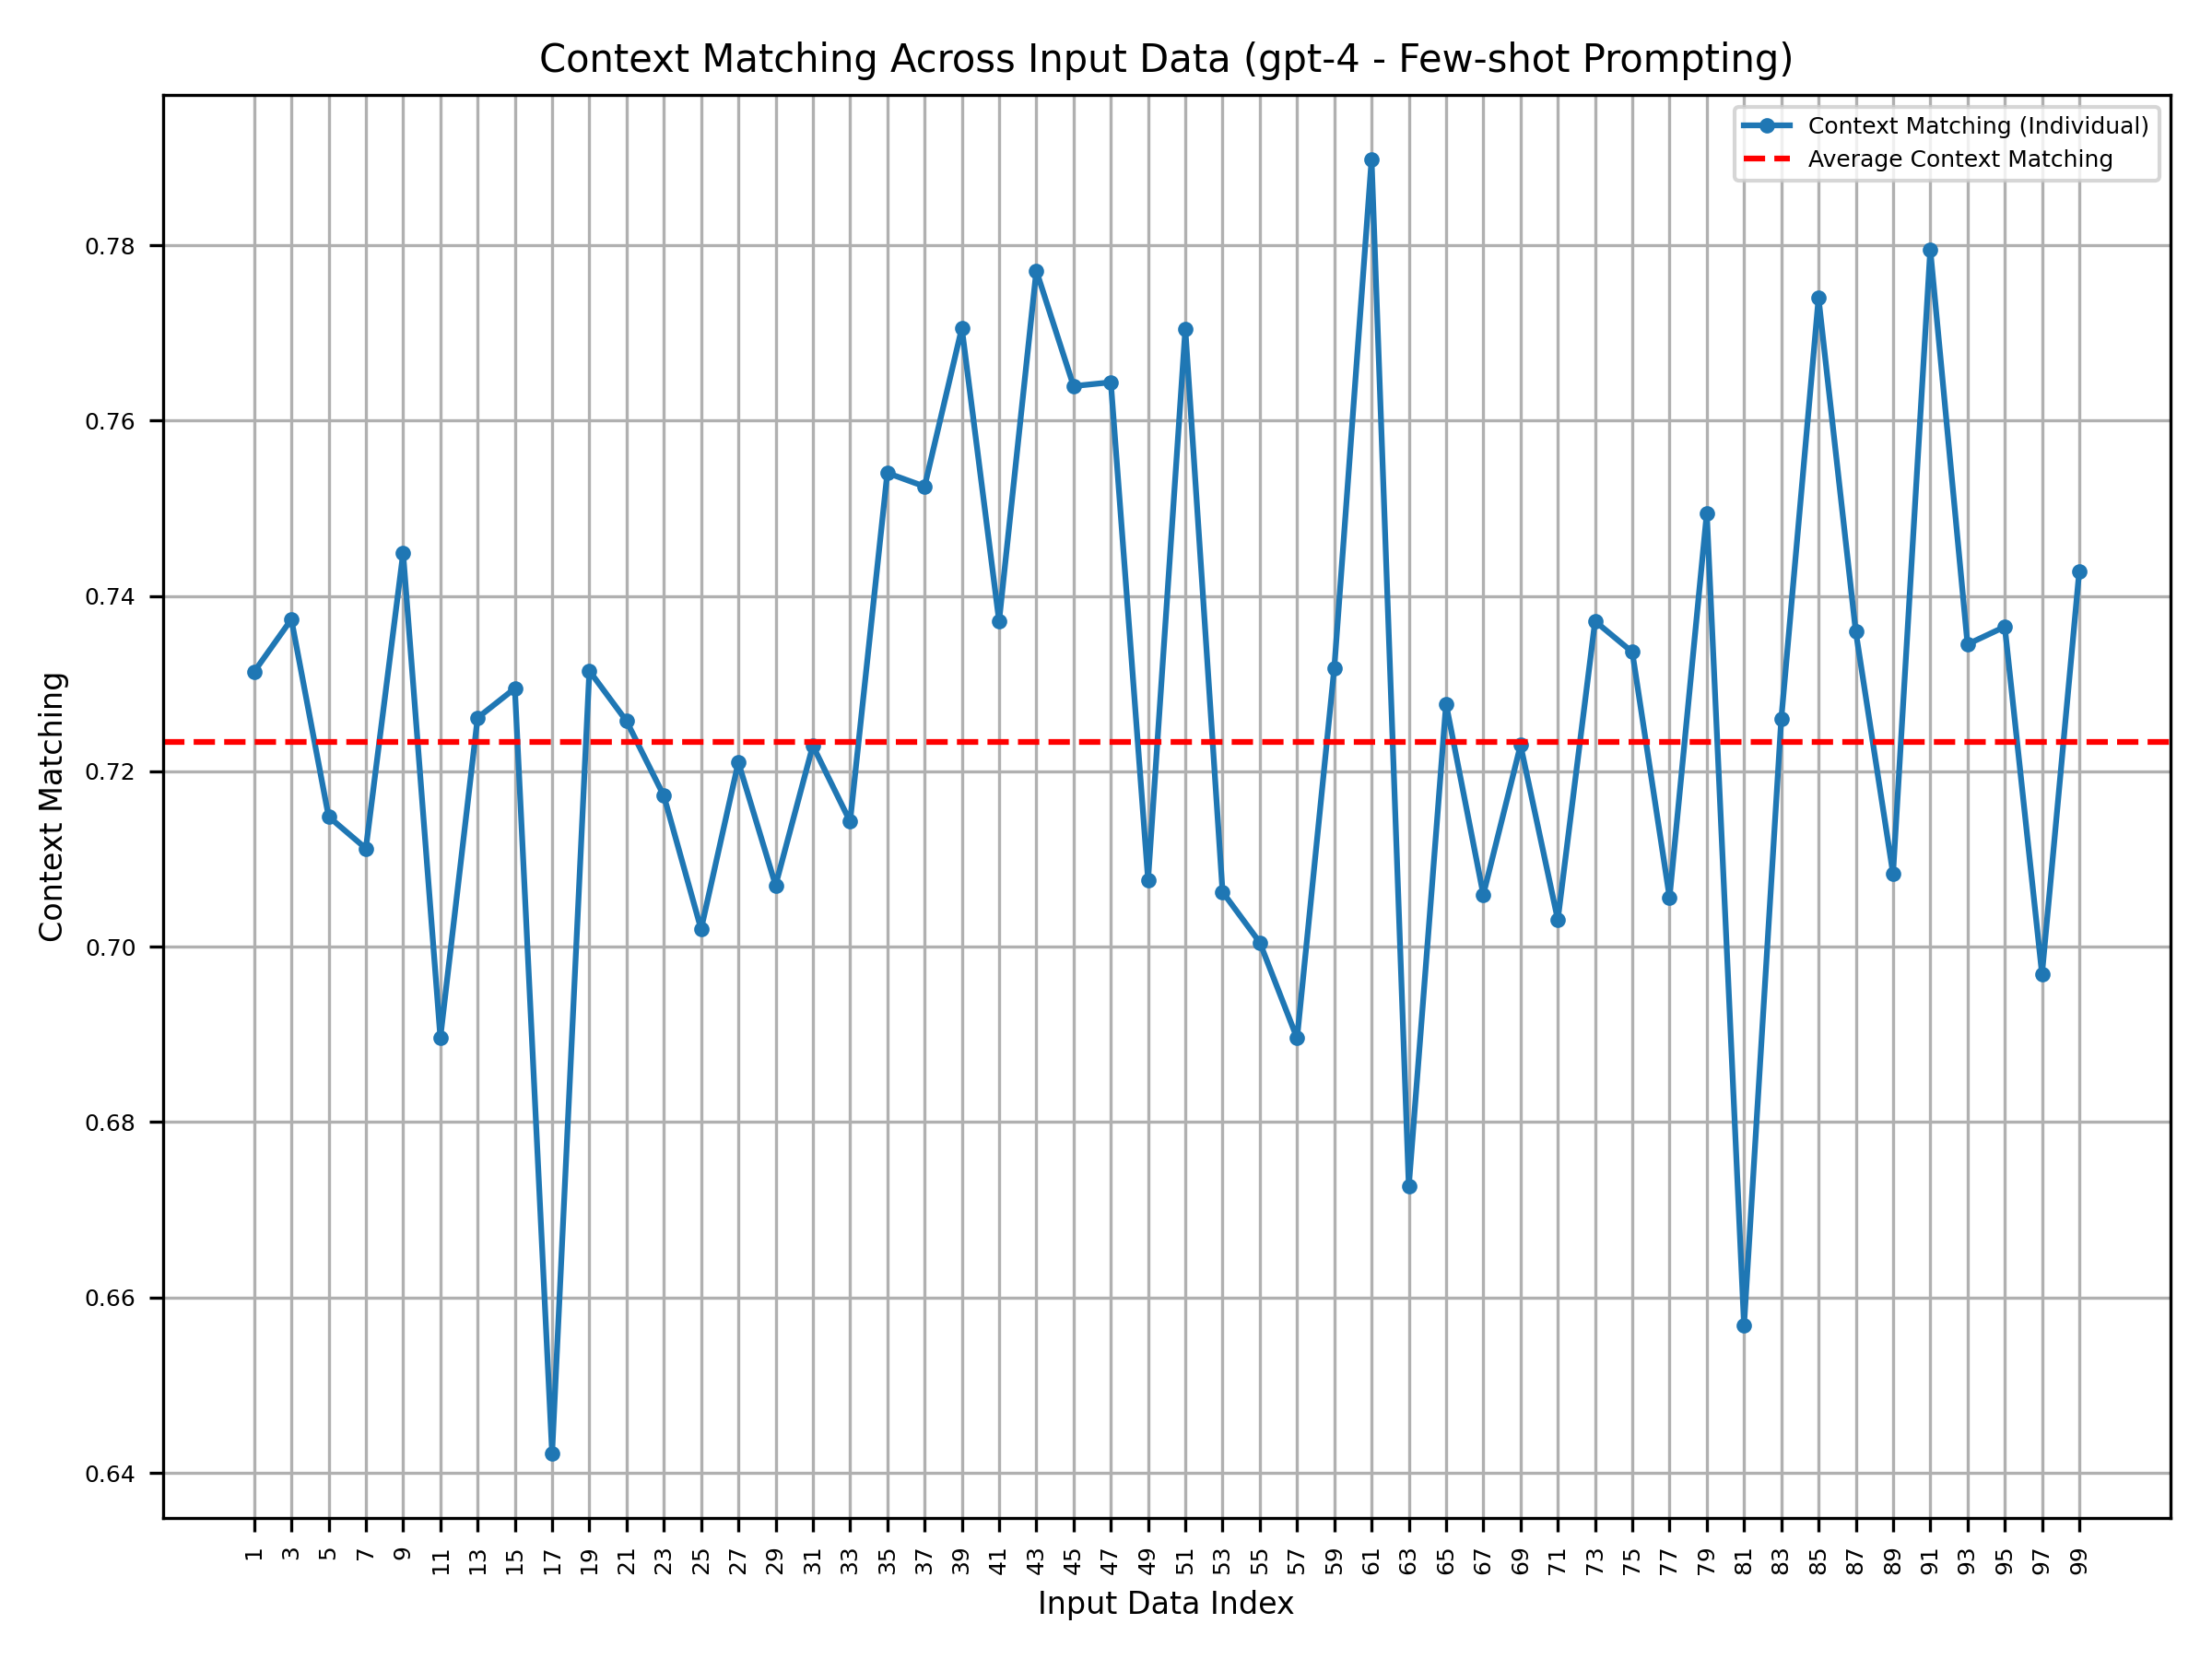 Context Matching Across Input Data (gpt-4 - Few-shot Prompting)
Context Matching (Individual)
Average Context Matching
Context Matching
0.78
0.76
0.74
0.72
0.70
0.68
0.66
0.64
1 3 5 7 9 11 13 15 17 19 21 23 25 27 29 31 33 35 37 39 41 43 45 47 49 51 53 55 57 59 61 63 65 67 69 71 73 75 77 79 81 83 85 87 89 91 93 95 97 99
Input Data Index